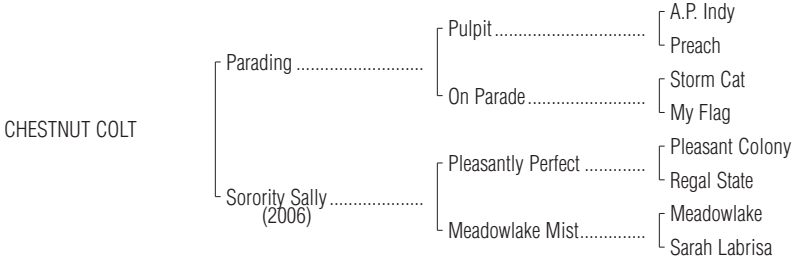 A.P. Indy
Pulpit..............................
Preach
Parading ..........................
Storm Cat
On Parade........................
My Flag
CHESTNUT COLT
Pleasant Colony
Pleasantly Perfect ............
Regal State
Sorority Sally...................
(2006)
Meadowlake
Meadowlake Mist.............
Sarah Labrisa